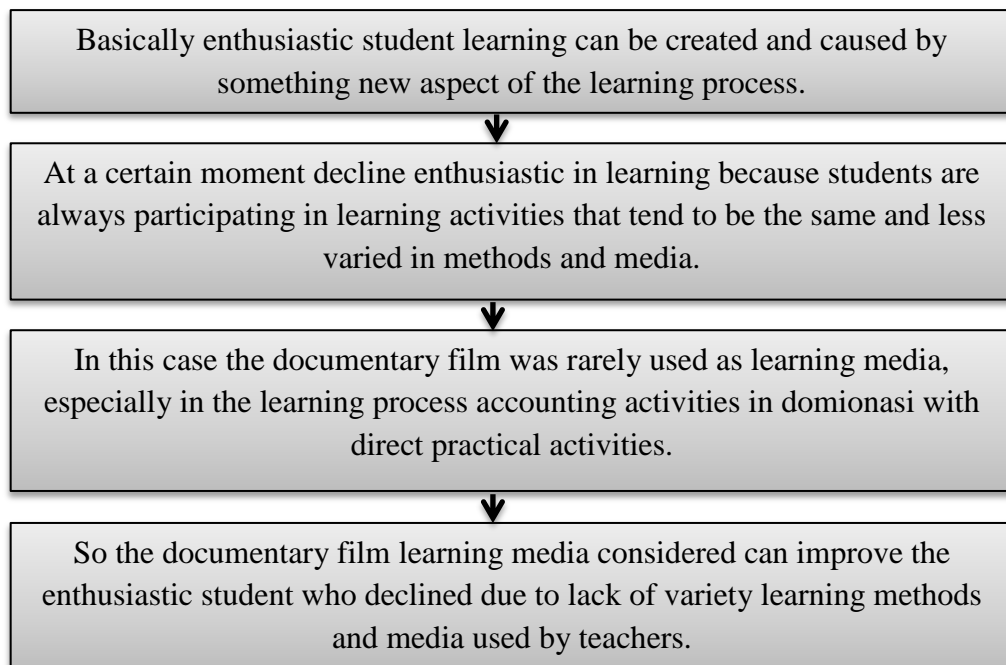 Basically enthusiastic student learning can be created and caused by
something new aspect of the learning process.
At a certain moment decline enthusiastic in learning because students are
always participating in learning activities that tend to be the same and less
varied in methods and media.
In this case the documentary film was rarely used as learning media,
especially in the learning process accounting activities in domionasi with
direct practical activities.
So the documentary film learning media considered can improve the
enthusiastic student who declined due to lack of variety learning methods
and media used by teachers.